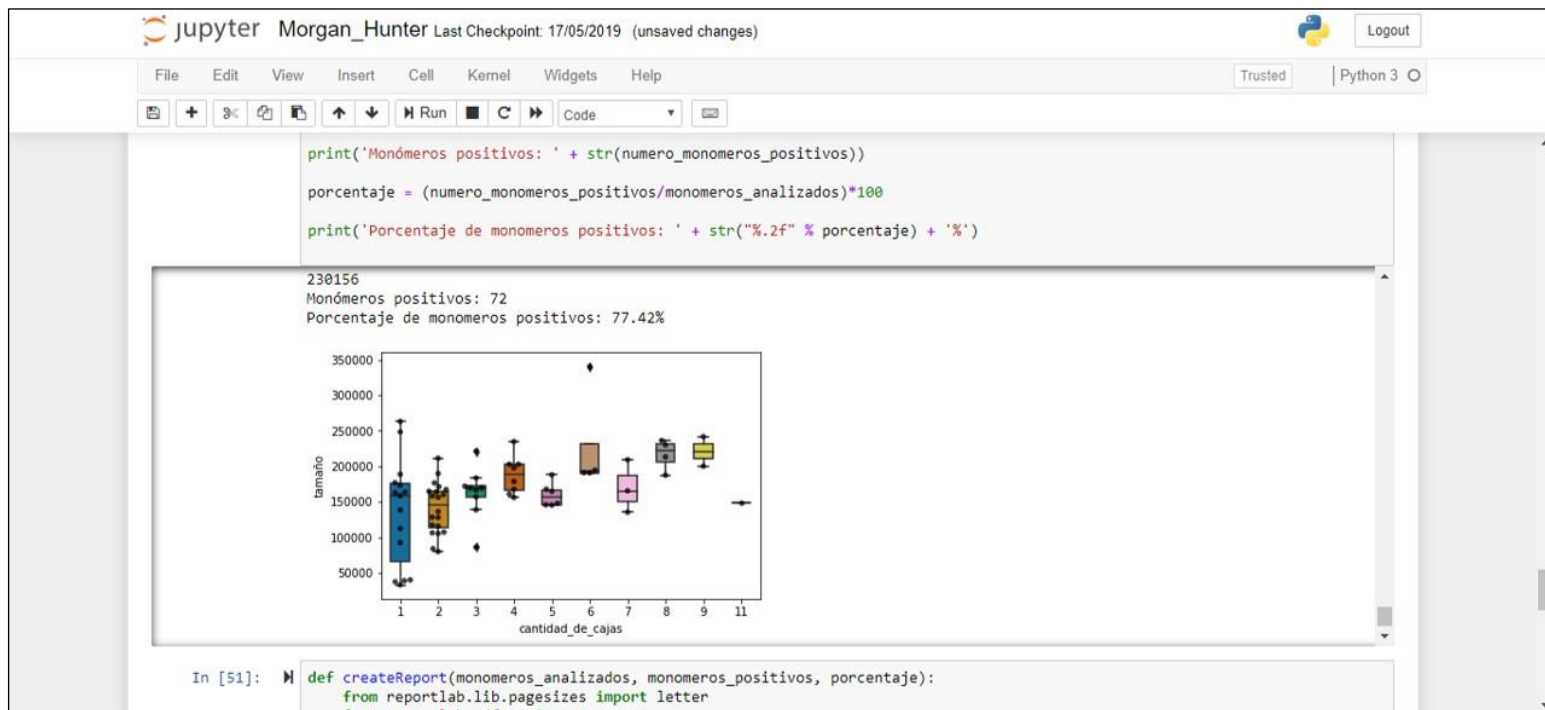 jupyter Morgan_Hunter Last Checkpoint: 17/05/2019 (unsaved changes) Logout
File Edit View Insert Cell Kernel Widgets Help Trusted Python 3
Run Code
print('Monómeros positivos: ' + str(numero_monomeros_positivos))
porcentaje = (numero_monomeros_positivos/monomeros_analizados)*100
print('Porcentaje de monomeros positivos: ' + str("%.2f" % porcentaje) + '%')
230156
Monómeros positivos: 72
Porcentaje de monomeros positivos: 77.42%
350000
300000
250000
200000
150000
100000
50000
tamaño
1 2 3 4 5 6 7 8 9 11
cantidad_de_cajas
In [51]: def createReport(monomeros_analizados, monomeros_positivos, porcentaje):
from reportlab.lib.pagesizes import letter